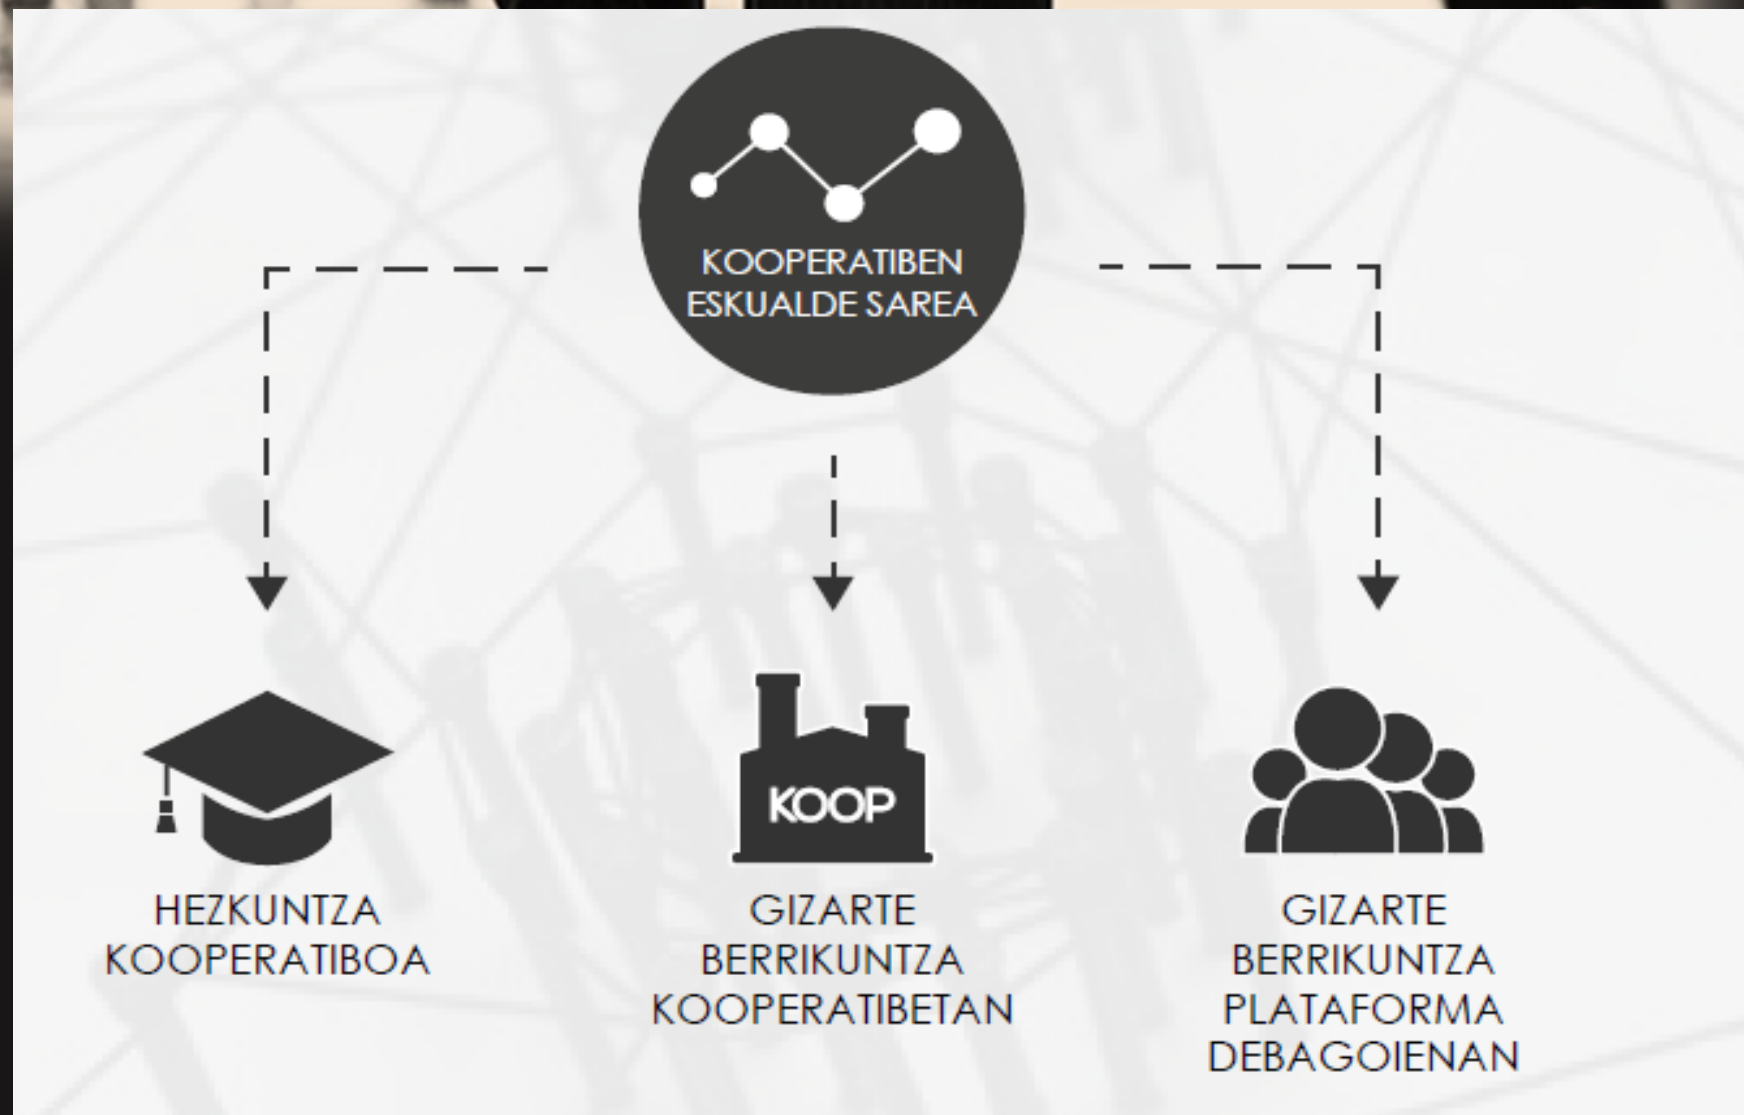 KOOPERATIBEN
ESKUALDE SAREA
HEZKUNTZA
KOOPERATIBOA
KOOP
GIZARTE
BERRIKUNTZA
KOOPERATIBETAN
GIZARTE
BERRIKUNTZA
PLATAFORMA
DEBAGOIENAN